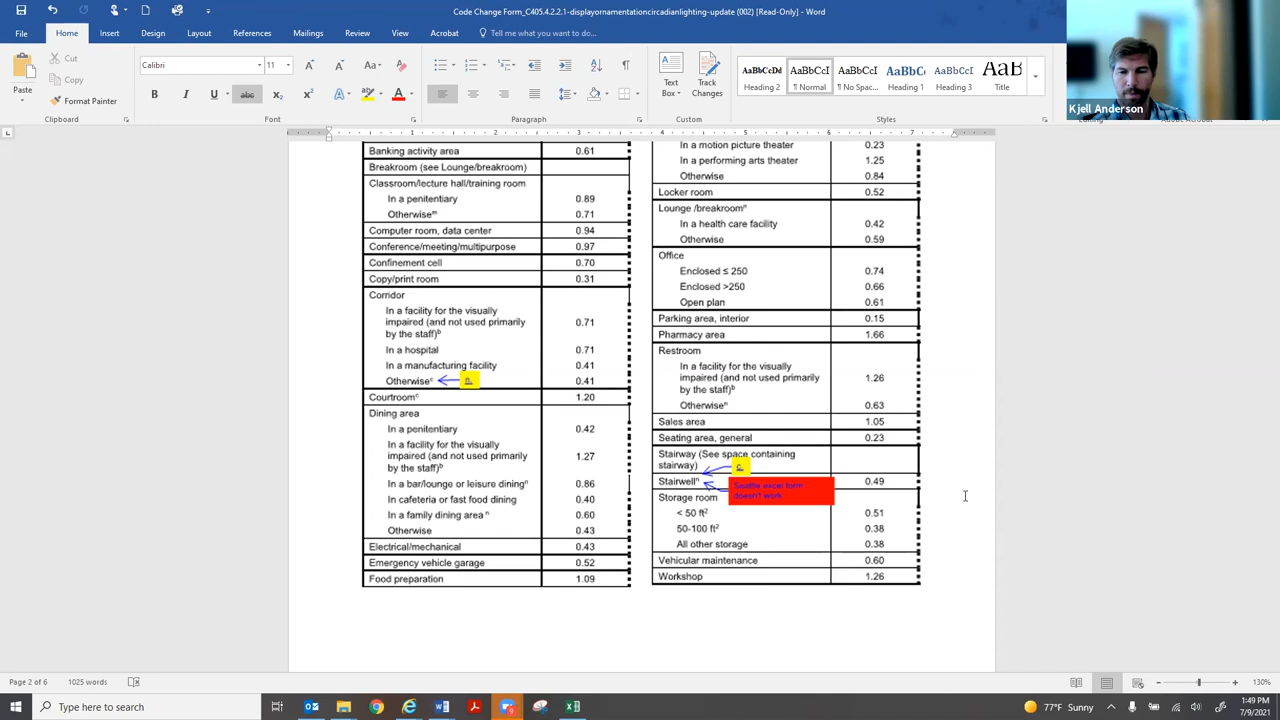 Code Change Form_C405.4.2.2.1-displayornamentationcircadianlighting-update (002) [Read-Only] - Word
File Home Insert Design Layout References Mailings Review View Acrobat Tell me what you want to do...
Paste
Cut
Copy
Format Painter
Clipboard
Calibri 11
Font
Paragraph
Text Box
Track Changes
Custom
AaBbCcDd Heading 2
AaBbCcI ¶ Normal
AaBbCcI ¶ No Spac...
AaBbC Heading 1
AaBbCcI Heading 3
AaB Title
Styles
Kjell Anderson
Banking activity area 0.61
Breakroom (see Lounge/breakroom)
Classroom/lecture hall/training room
In a penitentiary 0.89
Otherwiseᵐ 0.71
Computer room, data center 0.94
Conference/meeting/multipurpose 0.97
Confinement cell 0.70
Copy/print room 0.31
Corridor
In a facility for the visually
impaired (and not used primarily 0.71
by the staff)ᵇ
In a hospital 0.71
In a manufacturing facility 0.41
Otherwiseᶜ n. 0.41
Courtroomᶜ 1.20
Dining area
In a penitentiary 0.42
In a facility for the visually
impaired (and not used primarily 1.27
by the staff)ᵇ
In a bar/lounge or leisure diningⁿ 0.86
In cafeteria or fast food dining 0.40
In a family dining area ⁿ 0.60
Otherwise 0.43
Electrical/mechanical 0.43
Emergency vehicle garage 0.52
Food preparation 1.09
In a motion picture theater 0.23
In a performing arts theater 1.25
Otherwise 0.84
Locker room 0.52
Lounge /breakroomⁿ
In a health care facility 0.42
Otherwise 0.59
Office
Enclosed ≤ 250 0.74
Enclosed >250 0.66
Open plan 0.61
Parking area, interior 0.15
Pharmacy area 1.66
Restroom
In a facility for the visually
impaired (and not used primarily 1.26
by the staff)ᵇ
Otherwiseⁿ 0.63
Sales area 1.05
Seating area, general 0.23
Stairway (See space containing
stairway) c.
Stairwellⁿ 0.49
Seattle excel form
doesn't work
Storage room
< 50 ft² 0.51
50-100 ft² 0.38
All other storage 0.38
Vehicular maintenance 0.60
Workshop 1.26
Page 2 of 6 1025 words 130%
Type here to search
77°F Sunny
1:49 PM
7/9/2021